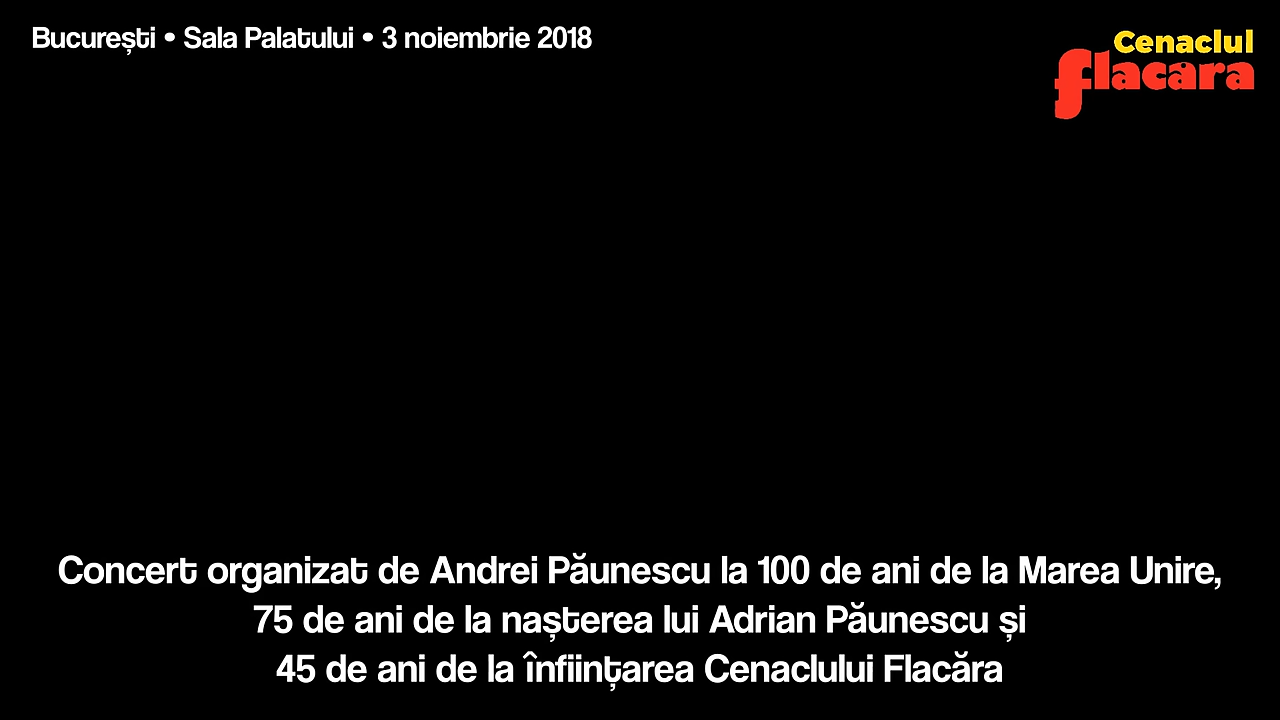 București • Sala Palatului • 3 noiembrie 2018
Cenaclul
flacăra
Concert organizat de Andrei Păunescu la 100 de ani de la Marea Unire,
75 de ani de la nașterea lui Adrian Păunescu și
45 de ani de la înființarea Cenaclului Flacăra